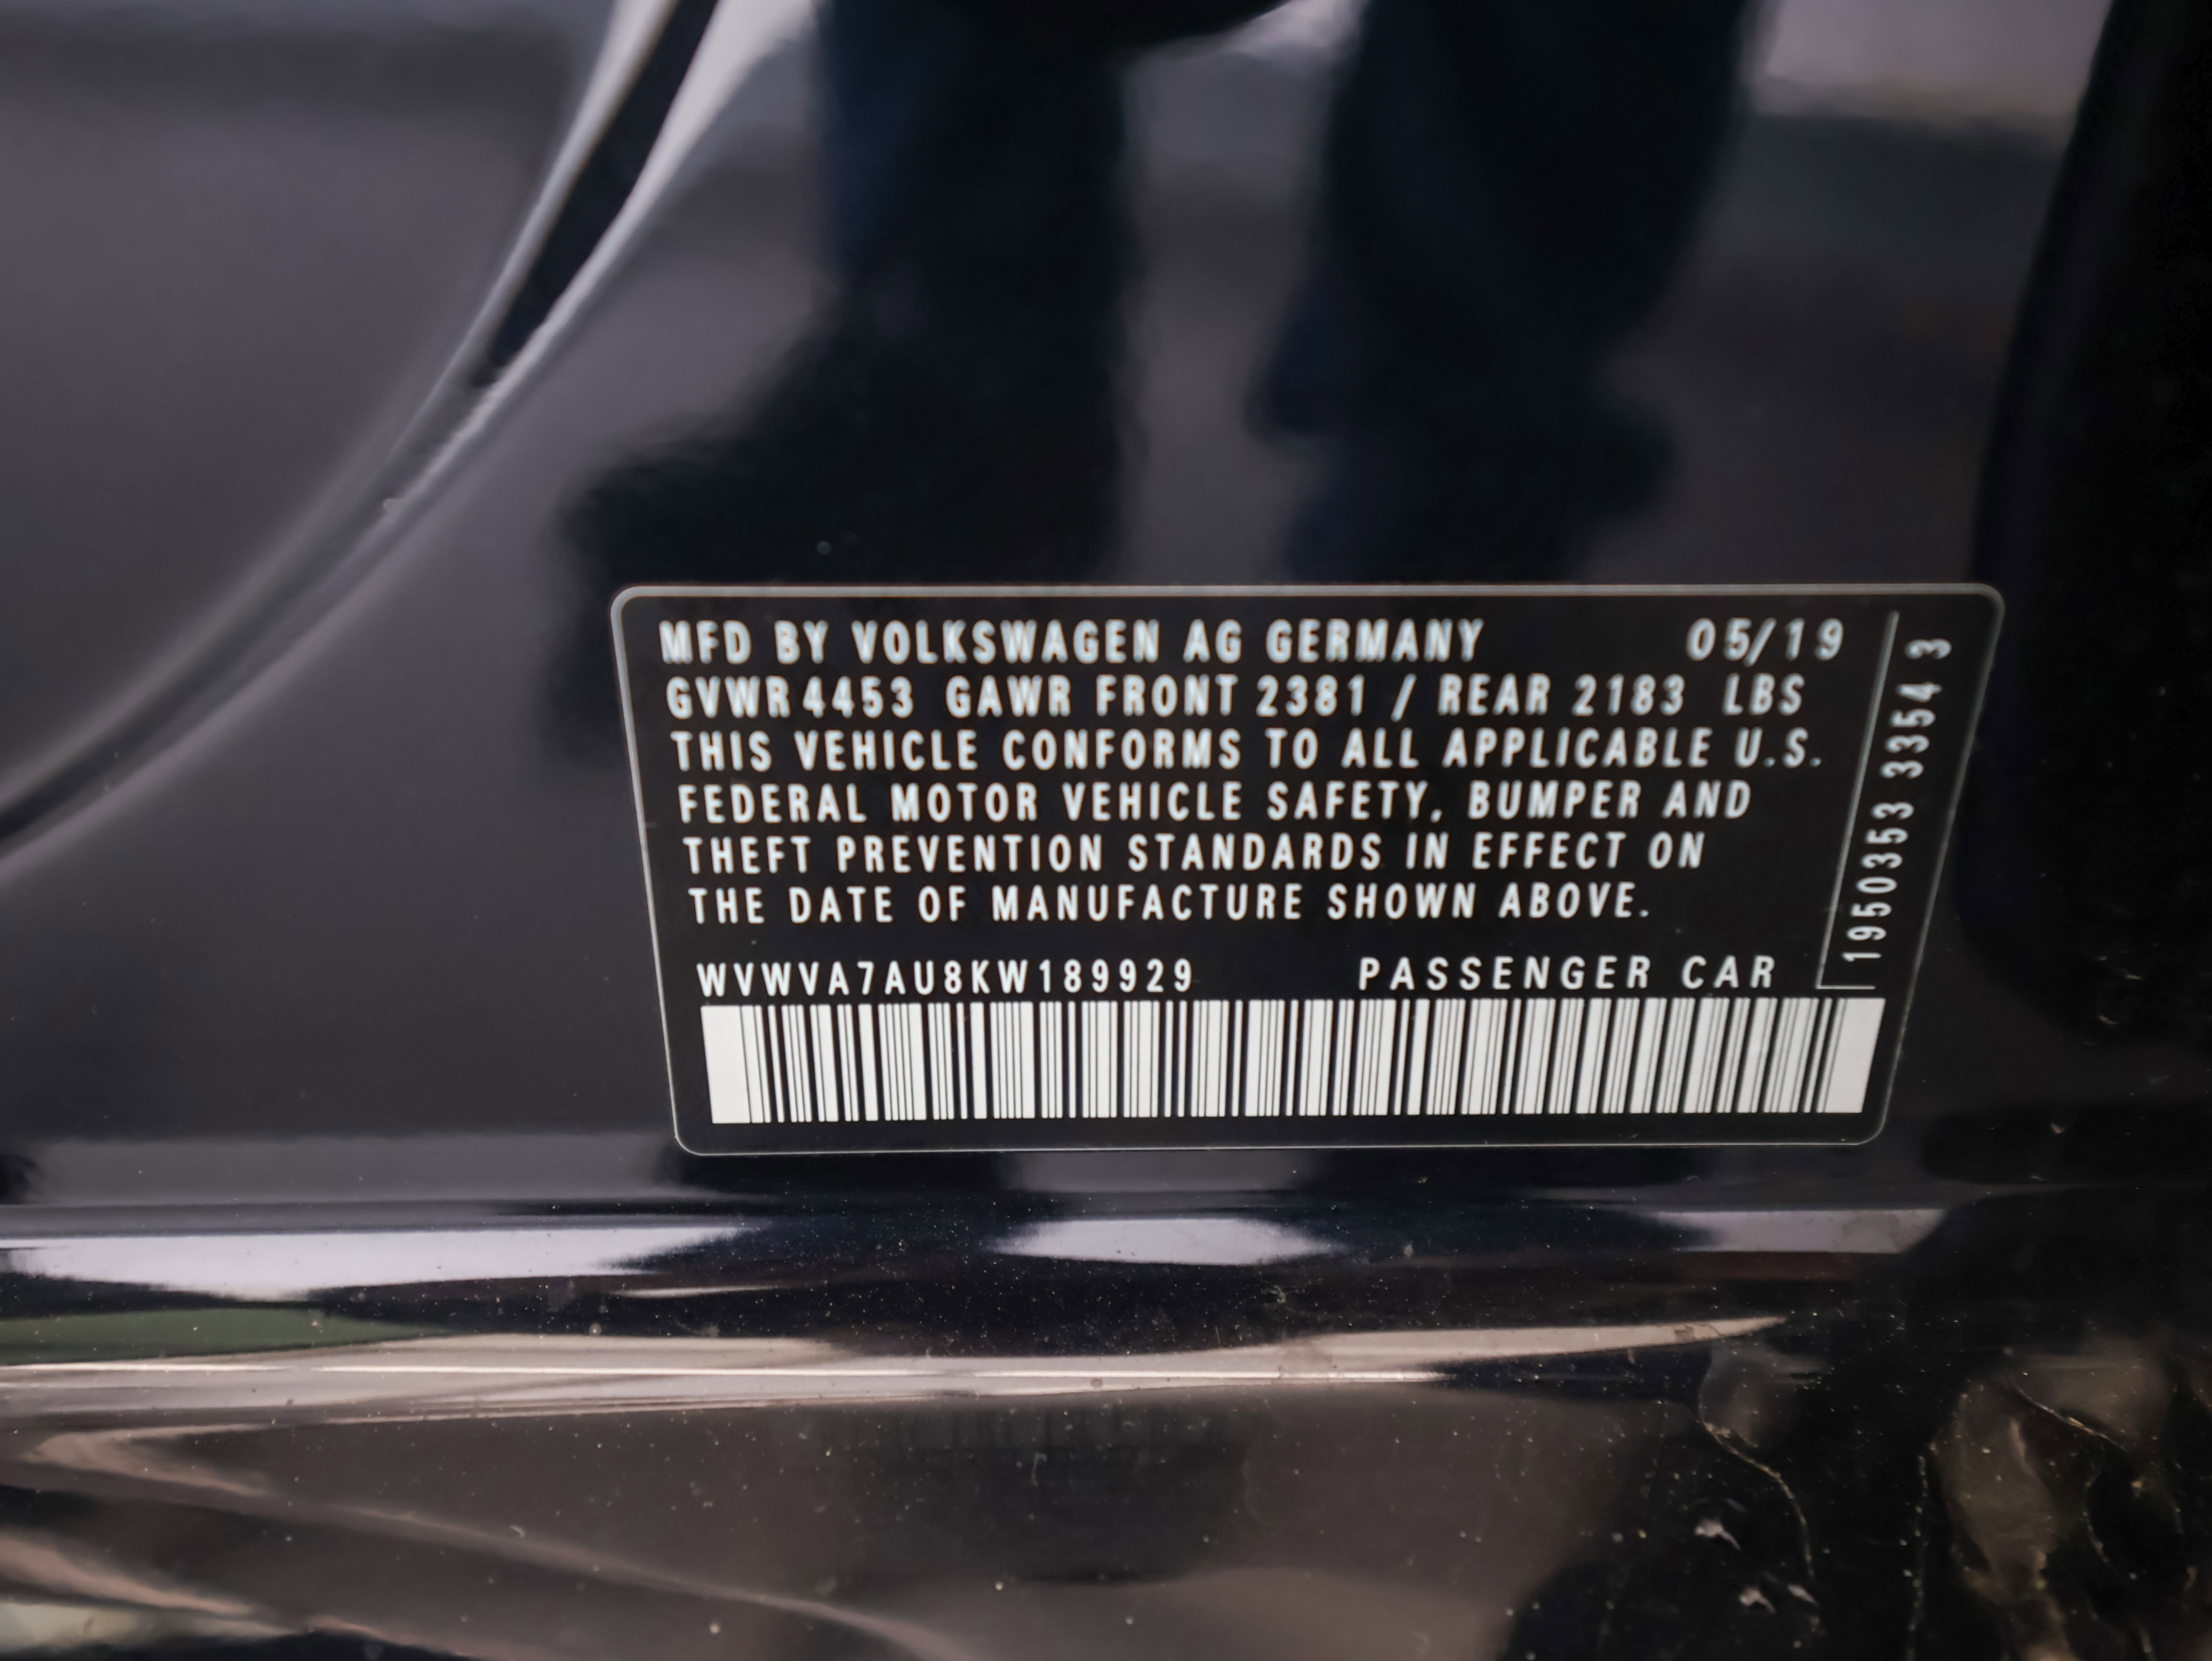 MFD BY VOLKSWAGEN AG GERMANY 05/19
GVWR 4453 GAWR FRONT 2381 / REAR 2183 LBS
THIS VEHICLE CONFORMS TO ALL APPLICABLE U.S.
FEDERAL MOTOR VEHICLE SAFETY, BUMPER AND
THEFT PREVENTION STANDARDS IN EFFECT ON
THE DATE OF MANUFACTURE SHOWN ABOVE.
WVWVA7AU8KW189929 PASSENGER CAR
1950353 3354 3